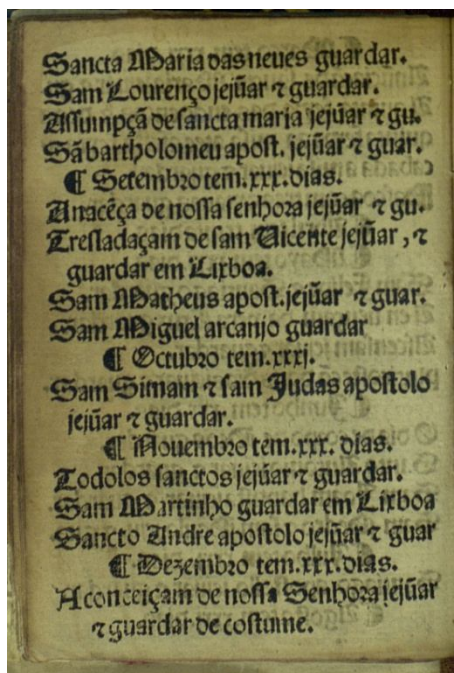 Sancta Maria das neues guardar.
Sam Lourenço jejũar ⁊ guardar.
Assumpçã de sancta maria jejũar ⁊ gu.
Sã bartholomeu apost. jejũar ⁊ guar.
¶ Setembro tem .xxx. dias.
Anacẽça de nossa senhora jejũar ⁊ gu.
Tresladaçam de sam Vicente jejũar , ⁊
guardar em Lixboa.
Sam Matheus apost. jejũar ⁊ guar.
Sam Miguel arcanjo guardar
¶ Octubro tem .xxxj.
Sam Simam ⁊ sam Judas apostolo
jejũar ⁊ guardar.
¶ Nouembro tem .xxx. dias.
Todolos sanctos jejũar ⁊ guardar.
Sam Martinho guardar em Lixboa
Sancto Andre apostolo jejũar ⁊ guar
¶ Dezembro tem .xxx. dias.
A conceiçam de nossa Senhora jejũar
⁊ guardar de costume.